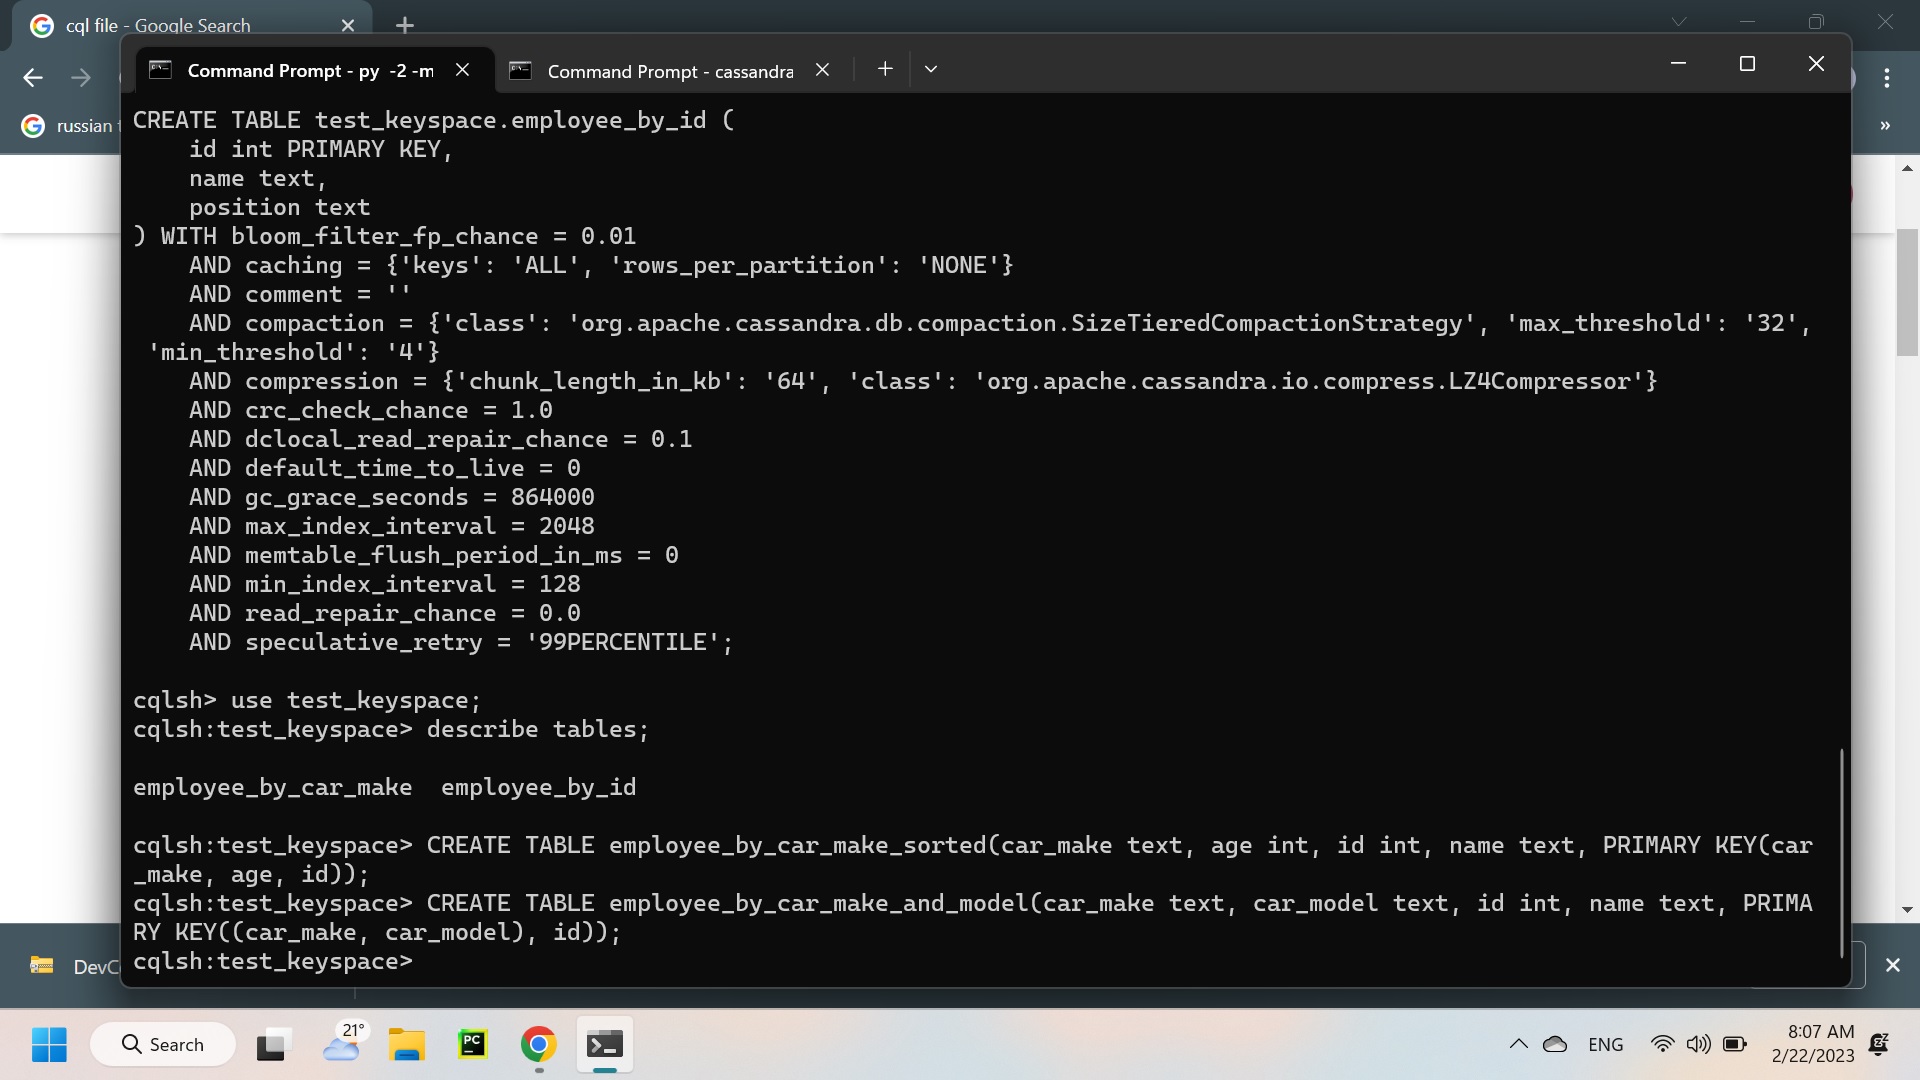 cql file - Google Search
Command Prompt - py -2 -m
Command Prompt - cassandra
russian
CREATE TABLE test_keyspace.employee_by_id (
id int PRIMARY KEY,
name text,
position text
) WITH bloom_filter_fp_chance = 0.01
AND caching = {'keys': 'ALL', 'rows_per_partition': 'NONE'}
AND comment = ''
AND compaction = {'class': 'org.apache.cassandra.db.compaction.SizeTieredCompactionStrategy', 'max_threshold': '32',
'min_threshold': '4'}
AND compression = {'chunk_length_in_kb': '64', 'class': 'org.apache.cassandra.io.compress.LZ4Compressor'}
AND crc_check_chance = 1.0
AND dclocal_read_repair_chance = 0.1
AND default_time_to_live = 0
AND gc_grace_seconds = 864000
AND max_index_interval = 2048
AND memtable_flush_period_in_ms = 0
AND min_index_interval = 128
AND read_repair_chance = 0.0
AND speculative_retry = '99PERCENTILE';
cqlsh> use test_keyspace;
cqlsh:test_keyspace> describe tables;
employee_by_car_make  employee_by_id
cqlsh:test_keyspace> CREATE TABLE employee_by_car_make_sorted(car_make text, age int, id int, name text, PRIMARY KEY(car
_make, age, id));
cqlsh:test_keyspace> CREATE TABLE employee_by_car_make_and_model(car_make text, car_model text, id int, name text, PRIMA
RY KEY((car_make, car_model), id));
cqlsh:test_keyspace>
DevC
Search
21°
PC
ENG
8:07 AM
2/22/2023